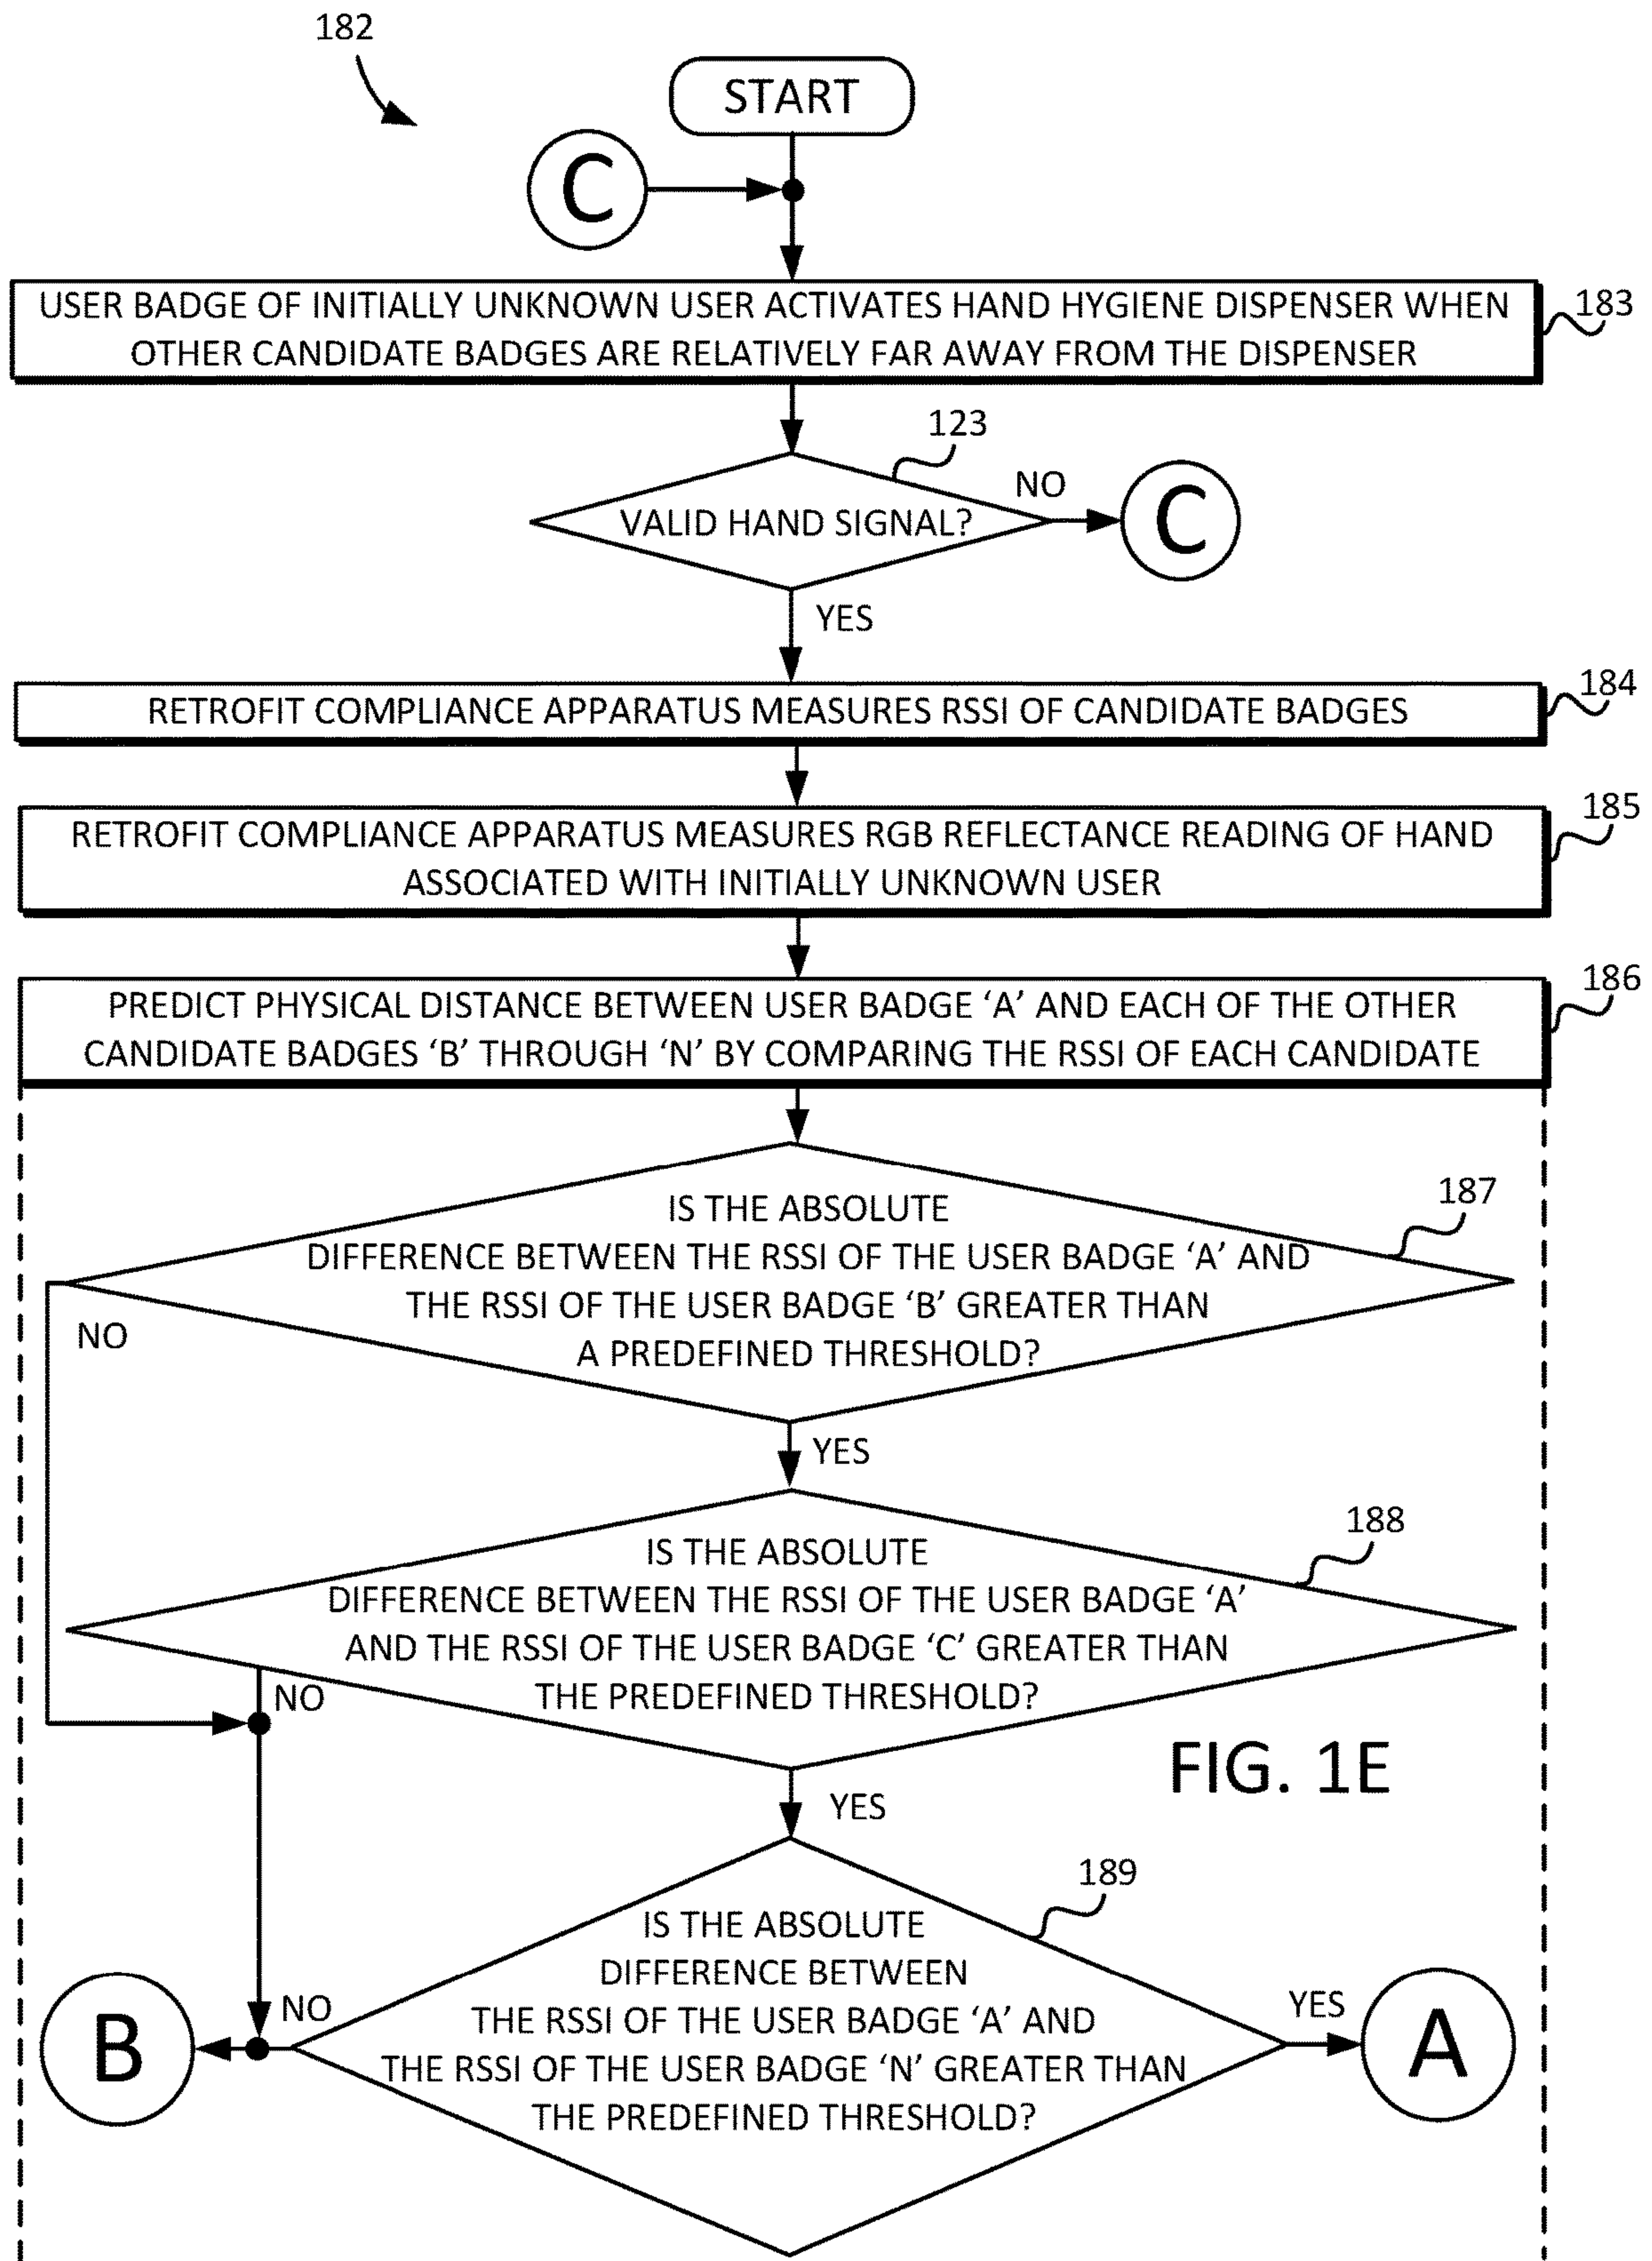 182
START
C
USER BADGE OF INITIALLY UNKNOWN USER ACTIVATES HAND HYGIENE DISPENSER WHEN
OTHER CANDIDATE BADGES ARE RELATIVELY FAR AWAY FROM THE DISPENSER
183
123
VALID HAND SIGNAL?
NO
C
YES
RETROFIT COMPLIANCE APPARATUS MEASURES RSSI OF CANDIDATE BADGES
184
RETROFIT COMPLIANCE APPARATUS MEASURES RGB REFLECTANCE READING OF HAND
ASSOCIATED WITH INITIALLY UNKNOWN USER
185
PREDICT PHYSICAL DISTANCE BETWEEN USER BADGE ‘A’ AND EACH OF THE OTHER
CANDIDATE BADGES ‘B’ THROUGH ‘N’ BY COMPARING THE RSSI OF EACH CANDIDATE
186
187
IS THE ABSOLUTE
DIFFERENCE BETWEEN THE RSSI OF THE USER BADGE ‘A’ AND
THE RSSI OF THE USER BADGE ‘B’ GREATER THAN
A PREDEFINED THRESHOLD?
NO
YES
188
IS THE ABSOLUTE
DIFFERENCE BETWEEN THE RSSI OF THE USER BADGE ‘A’
AND THE RSSI OF THE USER BADGE ‘C’ GREATER THAN
THE PREDEFINED THRESHOLD?
NO
YES
FIG. 1E
189
IS THE ABSOLUTE
DIFFERENCE BETWEEN
THE RSSI OF THE USER BADGE ‘A’ AND
THE RSSI OF THE USER BADGE ‘N’ GREATER THAN
THE PREDEFINED THRESHOLD?
NO
B
YES
A